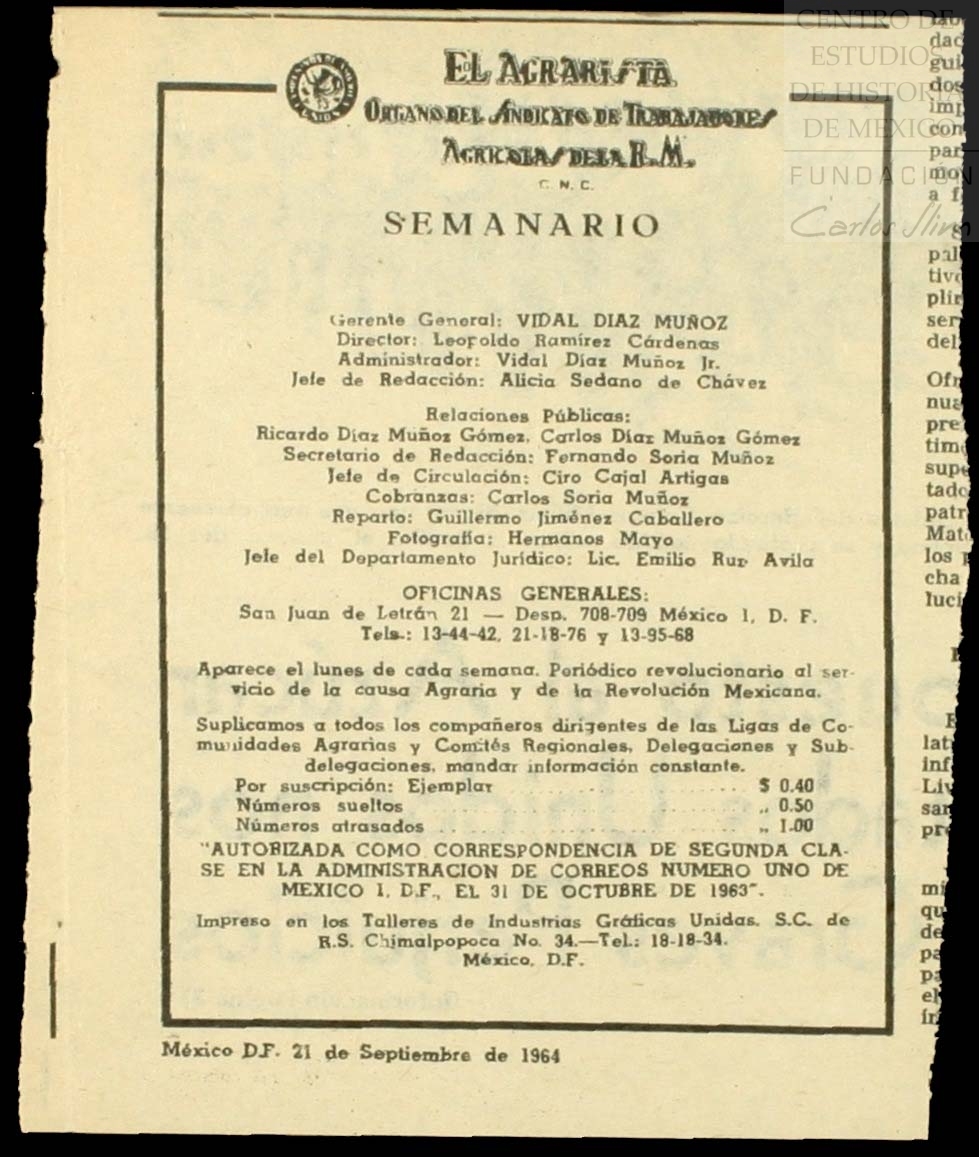 EL AGRARISTA
ORGANO DEL SINDICATO DE TRABAJADORES
AGRICOLAS DE LA R. M.
C. N. C.
SEMANARIO
Gerente General: VIDAL DIAZ MUÑOZ
Director: Leopoldo Ramírez Cárdenas
Administrador: Vidal Díaz Muñoz Jr.
Jefe de Redacción: Alicia Sedano de Chávez
Relaciones Públicas:
Ricardo Díaz Muñoz Gómez, Carlos Díaz Muñoz Gómez
Secretario de Redacción: Fernando Soria Muñoz
Jefe de Circulación: Ciro Cajal Artigas
Cobranzas: Carlos Soria Muñoz
Reparto: Guillermo Jiménez Caballero
Fotografía: Hermanos Mayo
Jefe del Departamento Jurídico: Lic. Emilio Avila
OFICINAS GENERALES:
San Juan de Letrán 21 — Desp. 708-709 México 1, D. F.
Tels.: 13-44-42, 21-18-76 y 13-95-68
Aparece el lunes de cada semana. Periódico revolucionario al ser-
vicio de la causa Agraria y de la Revolución Mexicana.
Suplicamos a todos los compañeros dirigentes de las Ligas de Co-
munidades Agrarias y Comités Regionales, Delegaciones y Sub-
delegaciones, mandar información constante.
Por suscripción: Ejemplar ........ $ 0.40
Números sueltos ........ ,, 0.50
Números atrasados ........ ,, 1.00
"AUTORIZADA COMO CORRESPONDENCIA DE SEGUNDA CLA-
SE EN LA ADMINISTRACION DE CORREOS NUMERO UNO DE
MEXICO 1, D.F., EL 31 DE OCTUBRE DE 1963".
Impreso en los Talleres de Industrias Gráficas Unidas, S.C. de
R.S. Chimalpopoca No. 34.—Tel.: 18-18-34.
México, D.F.
México D.F. 21 de Septiembre de 1964
CENTRO DE
ESTUDIOS
DE HISTORIA
DE MEXICO
FUNDACIÓN
Carlos Slim